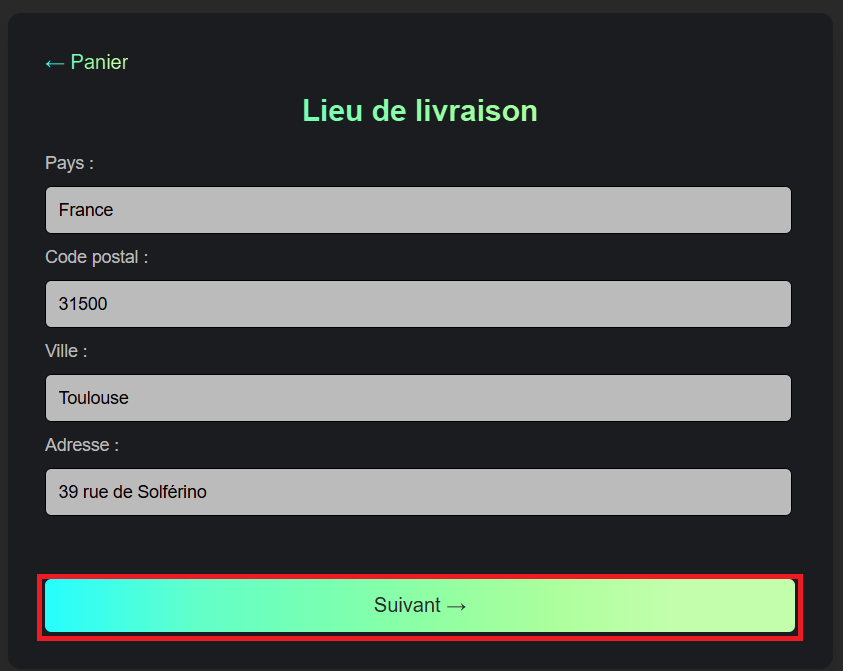 ← Panier
Lieu de livraison
Pays :
France
Code postal :
31500
Ville :
Toulouse
Adresse :
39 rue de Solférino
Suivant →